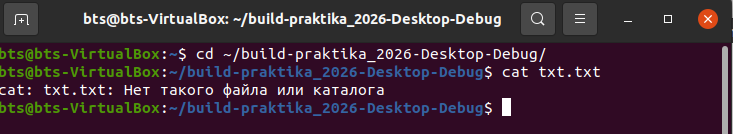 bts@bts-VirtualBox: ~/build-praktika_2026-Desktop-Debug
bts@bts-VirtualBox:~$ cd ~/build-praktika_2026-Desktop-Debug/
bts@bts-VirtualBox:~/build-praktika_2026-Desktop-Debug$ cat txt.txt
cat: txt.txt: Нет такого файла или каталога
bts@bts-VirtualBox:~/build-praktika_2026-Desktop-Debug$